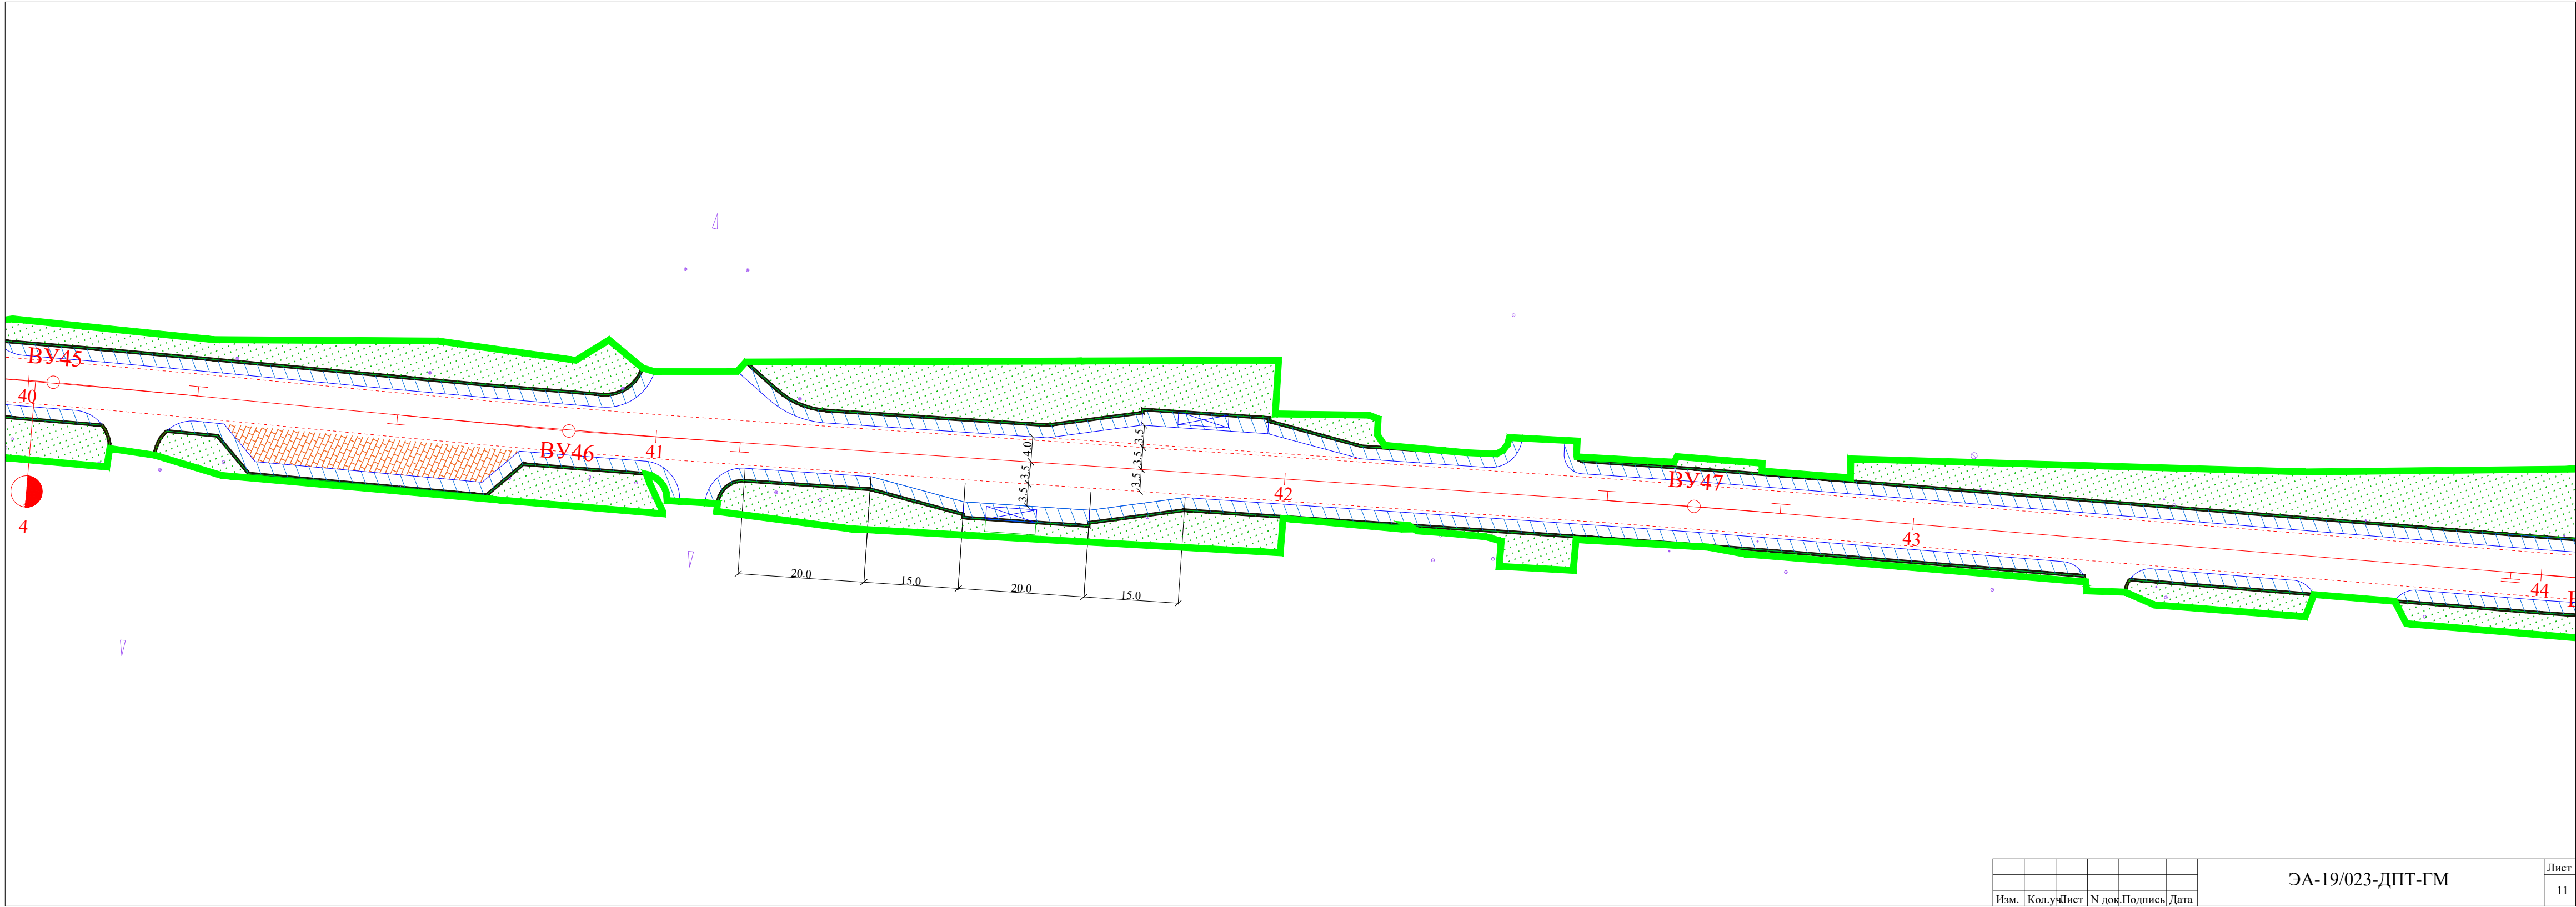 ВУ45
40
4
ВУ46
41
3.5
3.5
4.0
3.5
3.5
3.5
20.0
15.0
20.0
15.0
42
ВУ47
43
44
Изм.
Кол.уч
Лист
N док.
Подпись
Дата
ЭА-19/023-ДПТ-ГМ
Лист
11